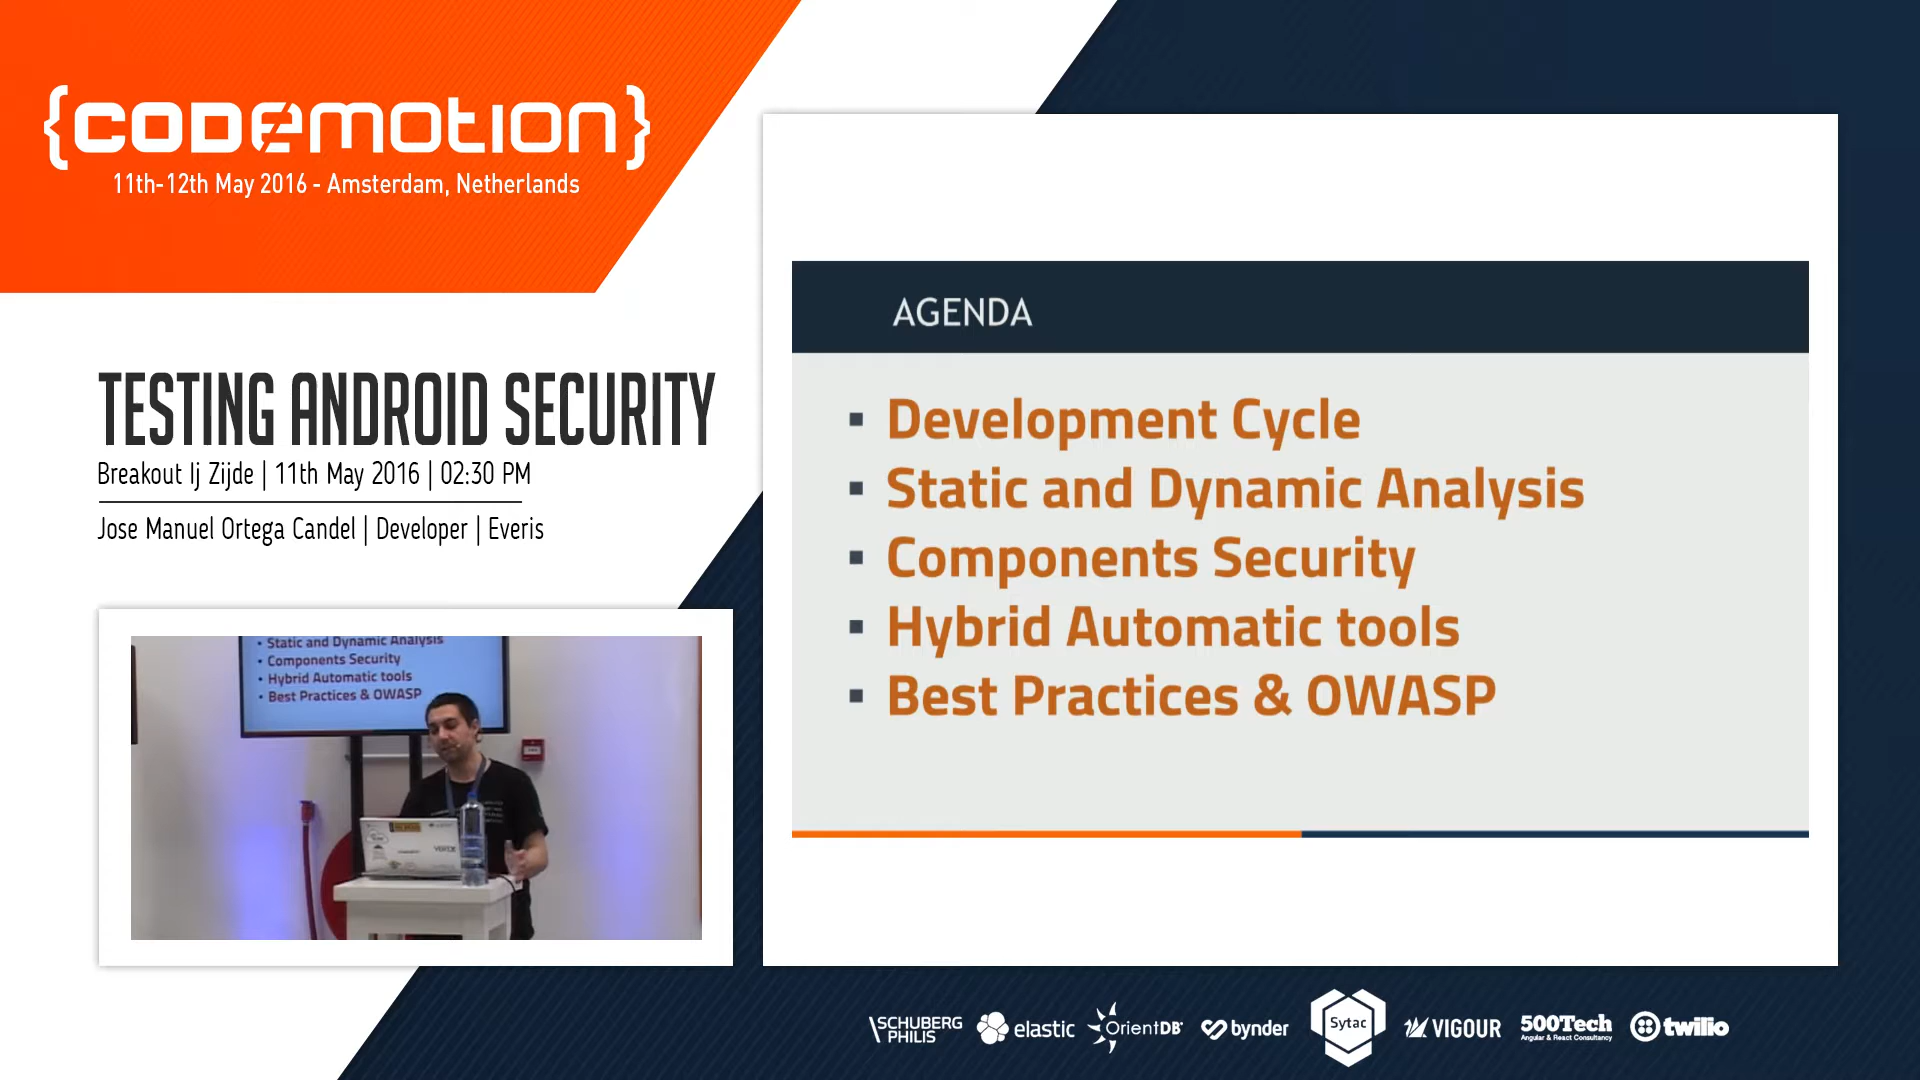 {CODEMOTION}
11th-12th May 2016 - Amsterdam, Netherlands
TESTING ANDROID SECURITY
Breakout Ij Zijde | 11th May 2016 | 02:30 PM
Jose Manuel Ortega Candel | Developer | Everis
AGENDA
▪ Development Cycle
▪ Static and Dynamic Analysis
▪ Components Security
▪ Hybrid Automatic tools
▪ Best Practices & OWASP
• Static and Dynamic Analysis
• Components Security
• Hybrid Automatic tools
• Best Practices & OWASP
SCHUBERG
PHILIS
elastic
OrientDB
bynder
Sytac
VIGOUR
500Tech
Angular & React Consultancy
twilio